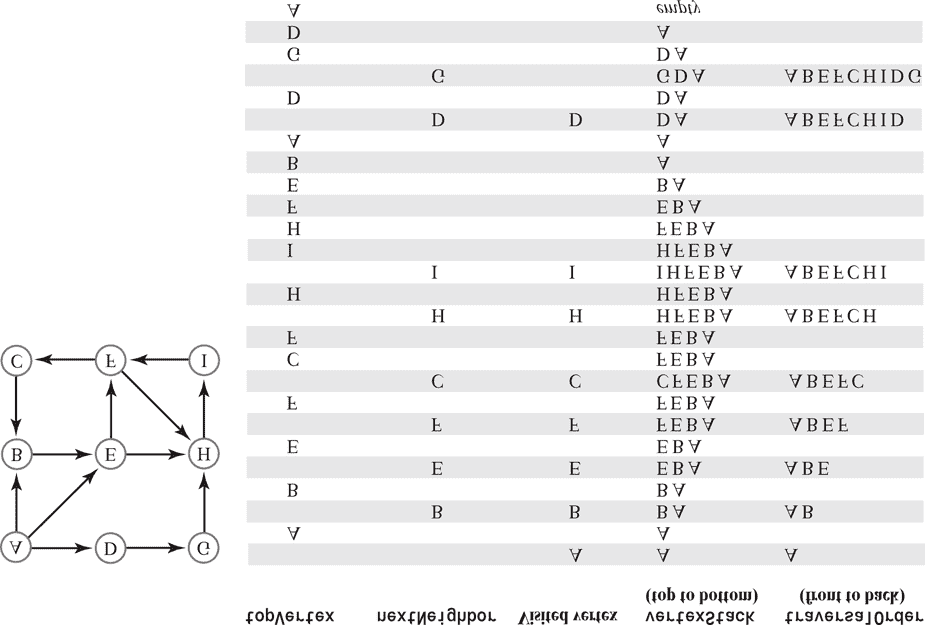 topVertex nextNeighbor Visited vertex vertexStack traversalOrder
(top to bottom) (front to back)
A A A
A A
B B B A A B
B B A
E E E B A A B E
E E B A
F F F E B A A B E F
F F E B A
C C C F E B A A B E F C
C F E B A
F F E B A
H H H F E B A A B E F C H
H H F E B A
I I I H F E B A A B E F C H I
I H F E B A
H F E B A
F E B A
E B A
B A
A A
D D D A A B E F C H I D
D D A
G G D A A B E F C H I D G
G D A
D A
A empty
A D G
B E H
C F I